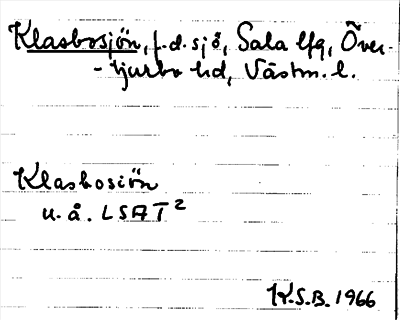 Klasbosjön, f.d. sjö, Sala lfg, Över-
- tjurbo hd, Västm. l.
Klasbosiön
u. å. LSAT²
K.S.B. 1966